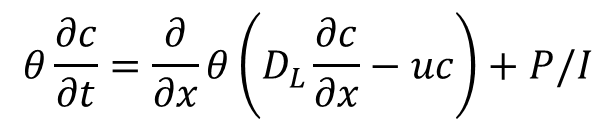 θ ∂c/∂t = ∂/∂x θ (D_L ∂c/∂x − uc) + P/I